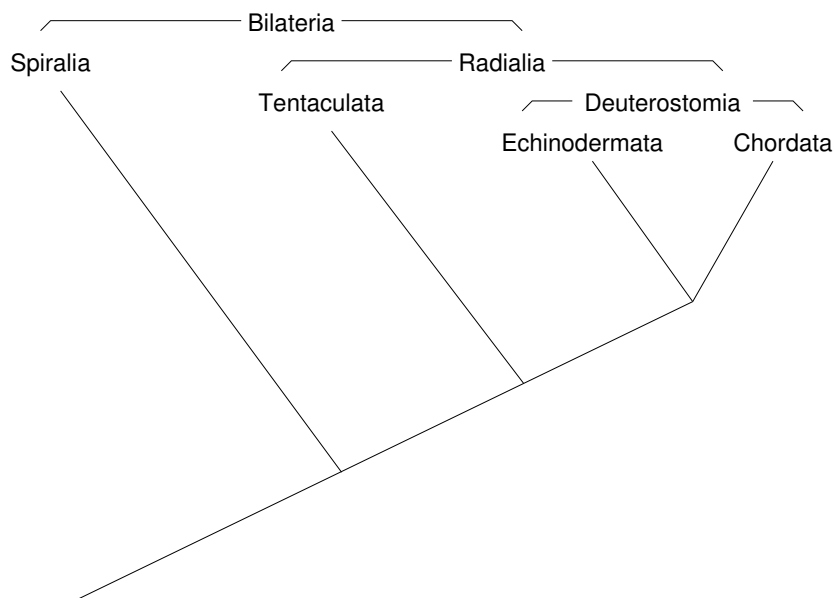 Bilateria
Spiralia
Radialia
Tentaculata
Deuterostomia
Echinodermata
Chordata